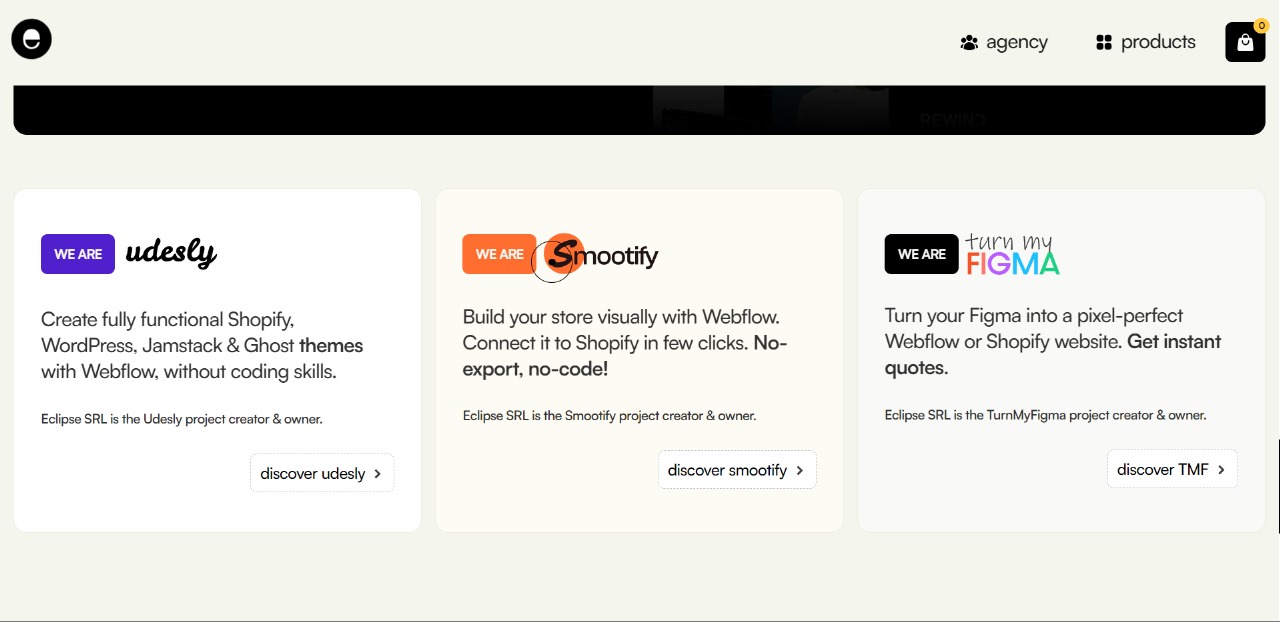 e
agency
products
0
REWIND
WE ARE
udesly
Create fully functional Shopify,
WordPress, Jamstack & Ghost themes
with Webflow, without coding skills.
Eclipse SRL is the Udesly project creator & owner.
discover udesly
WE ARE
Smootify
Build your store visually with Webflow.
Connect it to Shopify in few clicks. No-
export, no-code!
Eclipse SRL is the Smootify project creator & owner.
discover smootify
WE ARE
turn my
FIGMA
Turn your Figma into a pixel-perfect
Webflow or Shopify website. Get instant
quotes.
Eclipse SRL is the TurnMyFigma project creator & owner.
discover TMF